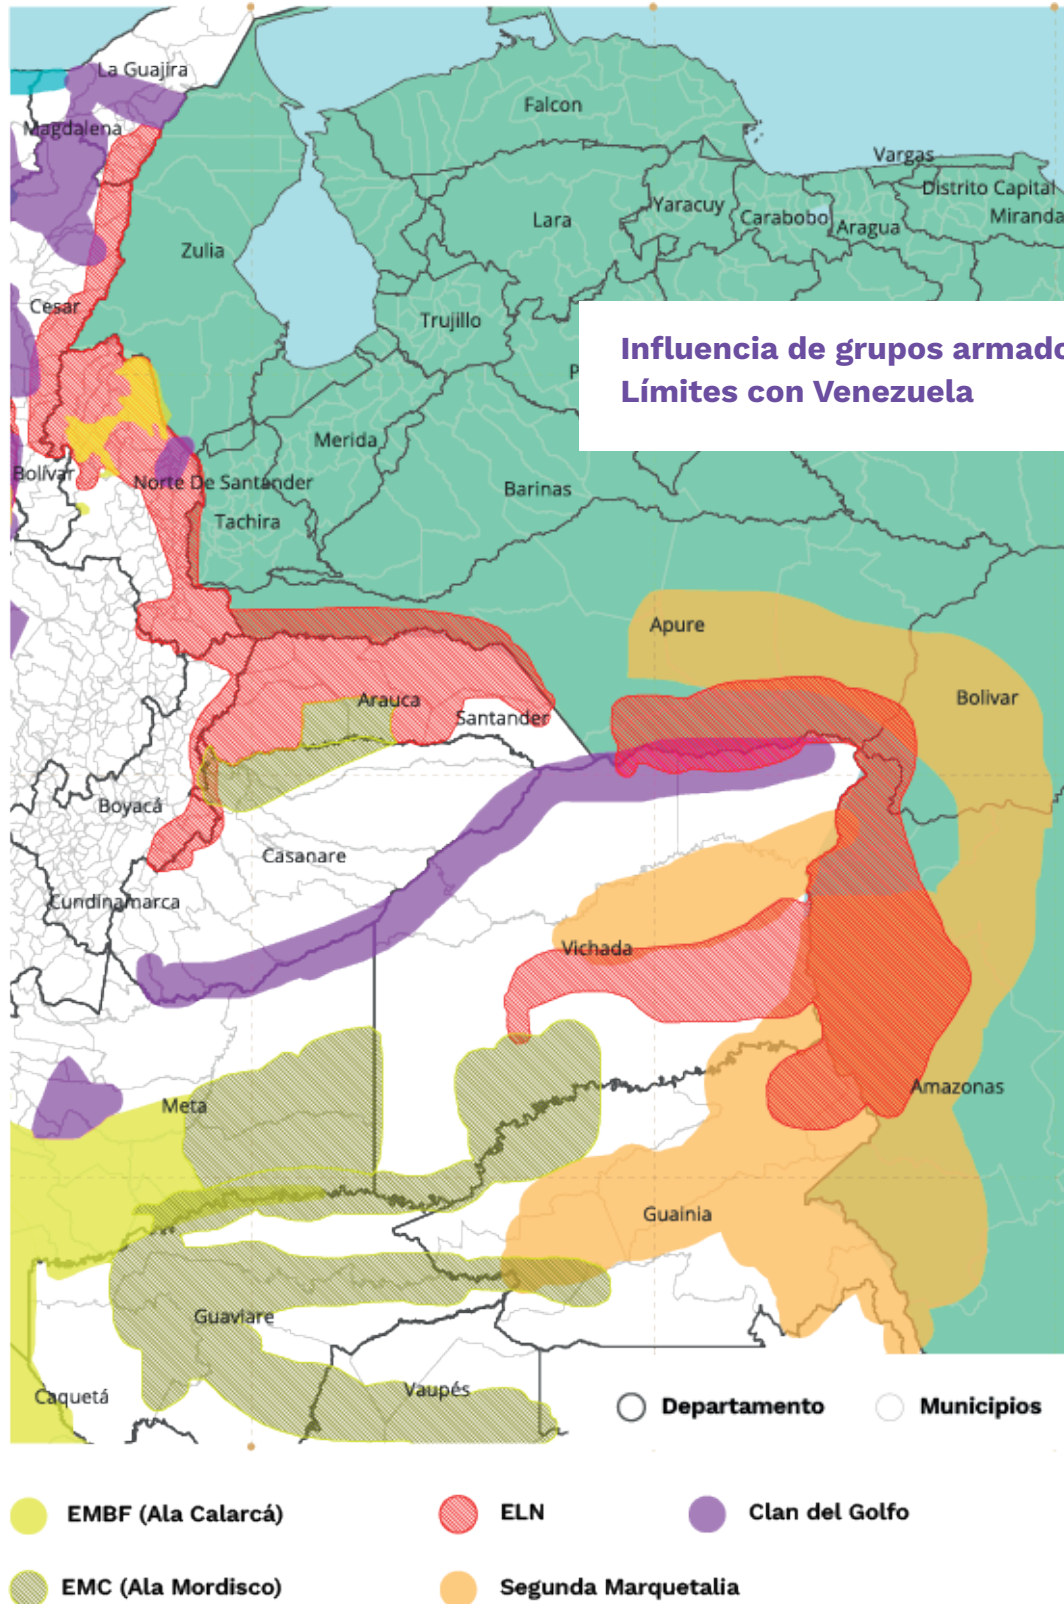 La Guajira
Magdalena
Falcon
Vargas
Distrito Capital
Miranda
Yaracuy
Carabobo
Aragua
Lara
Zulia
Cesar
Trujillo
P
Influencia de grupos armado
Límites con Venezuela
Merida
Bolívar
Norte De Santander
Barinas
Tachira
Apure
Bolivar
Arauca
Santander
Boyacá
Casanare
Cundinamarca
Vichada
Amazonas
Meta
Guainia
Guaviare
Caquetá
Vaupés
Departamento
Municipios
EMBF (Ala Calarcá)
ELN
Clan del Golfo
EMC (Ala Mordisco)
Segunda Marquetalia